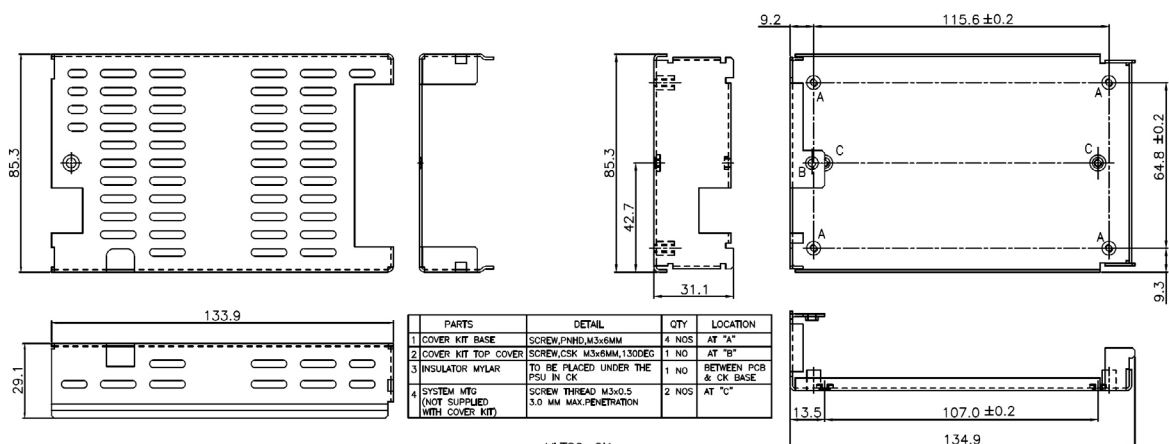 9.2
115.6 ±0.2
85.3
85.3
42.7
31.1
A
A
B
C
C
A
A
64.8 ±0.2
9.3
133.9
29.1
PARTS DETAIL QTY LOCATION
1 COVER KIT BASE SCREW,PNHD,M3x6MM 4 NOS AT "A"
2 COVER KIT TOP COVER SCREW,CSK M3x6MM,130DEG 1 NO AT "B"
3 INSULATOR MYLAR TO BE PLACED UNDER THE PSU IN CK 1 NO BETWEEN PCB & CK BASE
4 SYSTEM MTG (NOT SUPPLIED WITH COVER KIT) SCREW THREAD M3x0.5 3.0 MM MAX.PENETRATION 2 NOS AT "C"
13.5
107.0 ±0.2
134.9